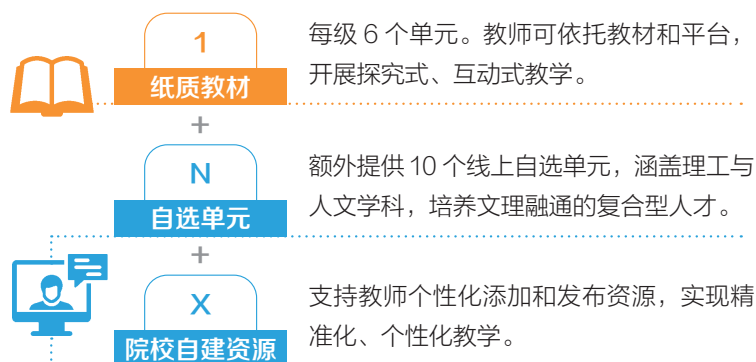 1
纸质教材
每级 6 个单元。教师可依托教材和平台，
开展探究式、互动式教学。
+
N
自选单元
额外提供 10 个线上自选单元，涵盖理工与
人文学科，培养文理融通的复合型人才。
+
X
院校自建资源
支持教师个性化添加和发布资源，实现精
准化、个性化教学。